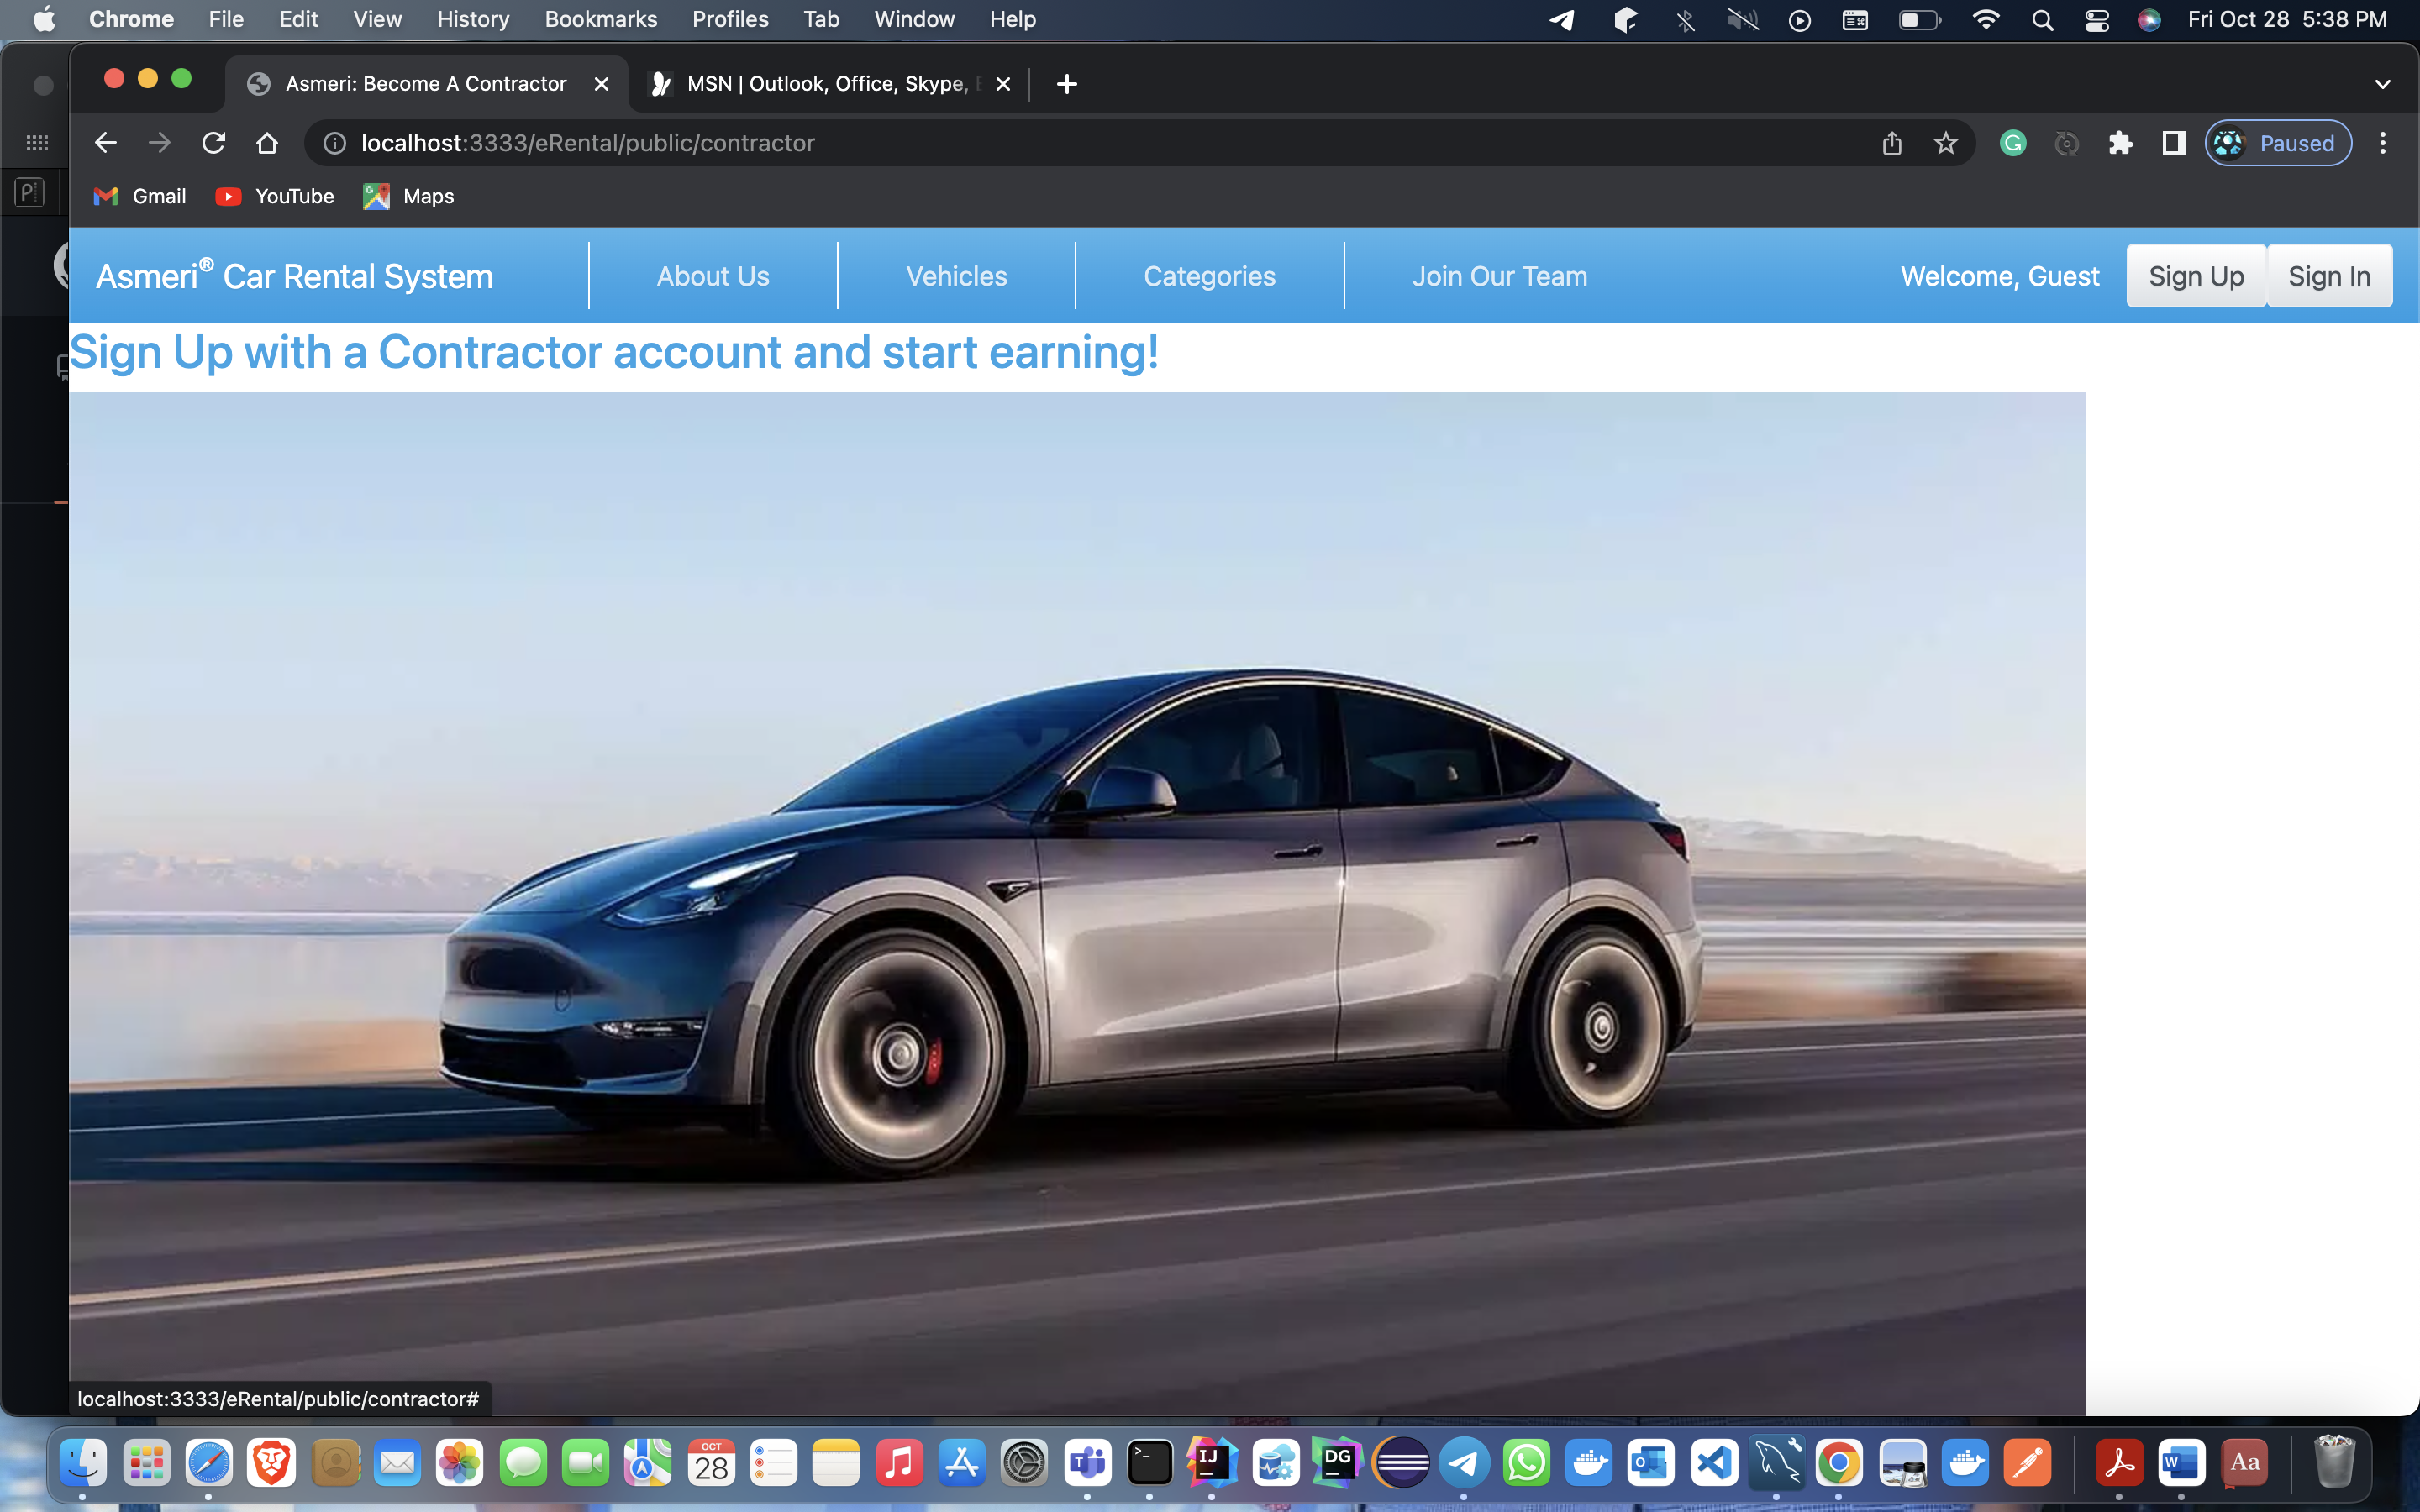 Chrome File Edit View History Bookmarks Profiles Tab Window Help Fri Oct 28 5:38 PM
Asmeri: Become A Contractor MSN | Outlook, Office, Skype,
localhost:3333/eRental/public/contractor Paused
Gmail YouTube Maps
Asmeri® Car Rental System About Us Vehicles Categories Join Our Team Welcome, Guest Sign Up Sign In
Sign Up with a Contractor account and start earning!
localhost:3333/eRental/public/contractor#
OCT
28 IJ DG W Aa